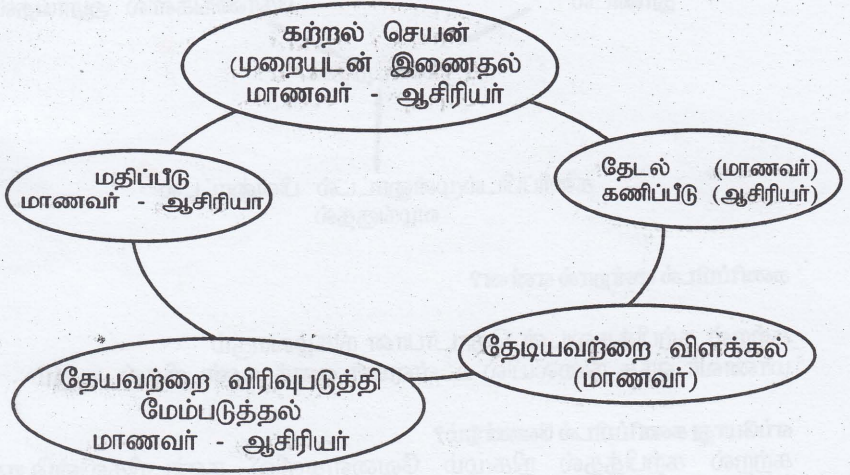 கற்றல் செயன்
முறையுடன் இணைதல்
மாணவர் - ஆசிரியர்
தேடல் (மாணவர்)
கணிப்பீடு (ஆசிரியர்)
தேடியவற்றை விளக்கல்
(மாணவர்)
தேயவற்றை விரிவுபடுத்தி
மேம்படுத்தல்
மாணவர் - ஆசிரியர்
மதிப்பீடு
மாணவர் - ஆசிரியா